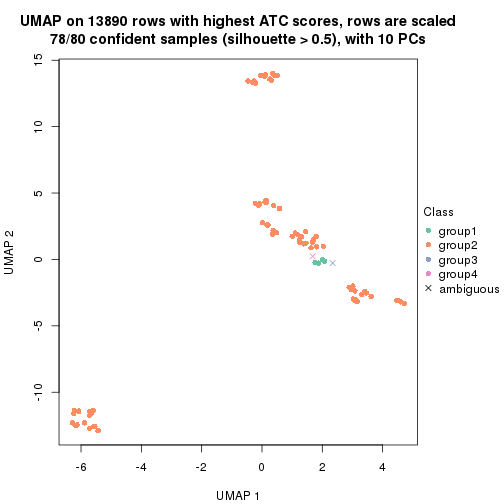 UMAP on 13890 rows with highest ATC scores, rows are scaled
78/80 confident samples (silhouette > 0.5), with 10 PCs
15
10
5
0
-5
-10
UMAP 2
-6
-4
-2
0
2
4
UMAP 1
Class
group1
group2
group3
group4
ambiguous